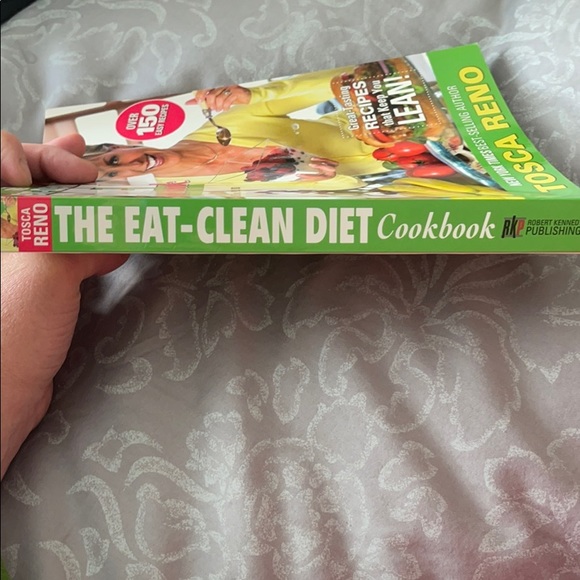 OVER
150
EASY RECIPES
Great-Tasting
RECIPES
that Keep You
LEAN!
NEW YORK TIMES BEST-SELLING AUTHOR
TOSCA RENO
TOSCA
RENO
THE EAT-CLEAN DIET Cookbook
RKP
ROBERT KENNED
PUBLISHING